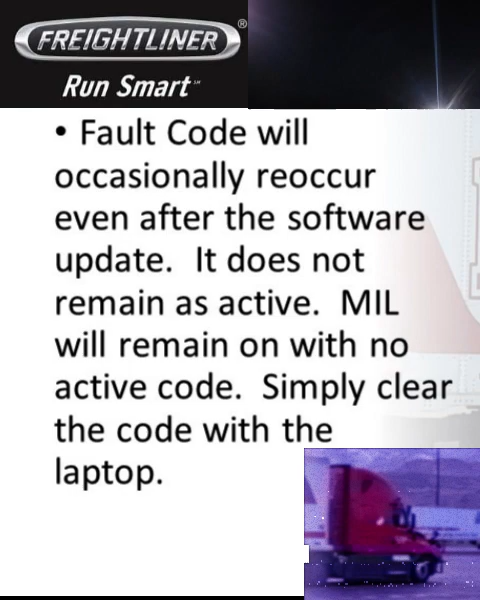 FREIGHTLINER®
Run Smart℠
• Fault Code will
occasionally reoccur
even after the software
update.  It does not
remain as active.  MIL
will remain on with no
active code.  Simply clear
the code with the
laptop.